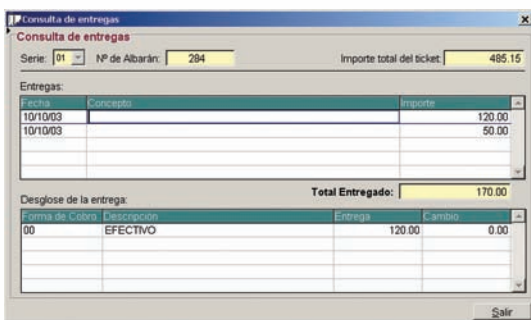 Consulta de entregas
Consulta de entregas
Serie: 01 Nº de Albarán: 284 Importe total del ticket: 485.15
Entregas:
Fecha Concepto Importe
10/10/03 120.00
10/10/03 50.00
Total Entregado: 170.00
Desglose de la entrega:
Forma de Cobro Descripción Entrega Cambio
00 EFECTIVO 120.00 0.00
Salir